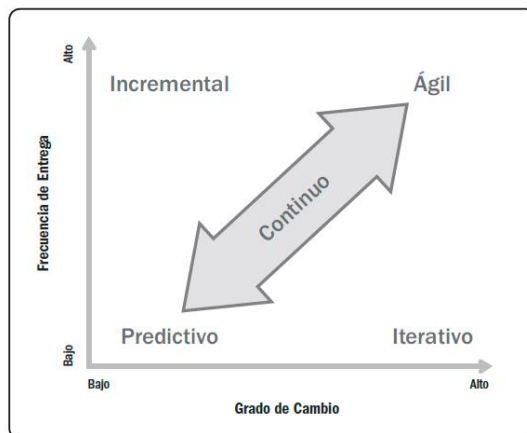 Alto
Incremental
Ágil
Frecuencia de Entrega
Continuo
Predictivo
Iterativo
Bajo
Bajo
Alto
Grado de Cambio